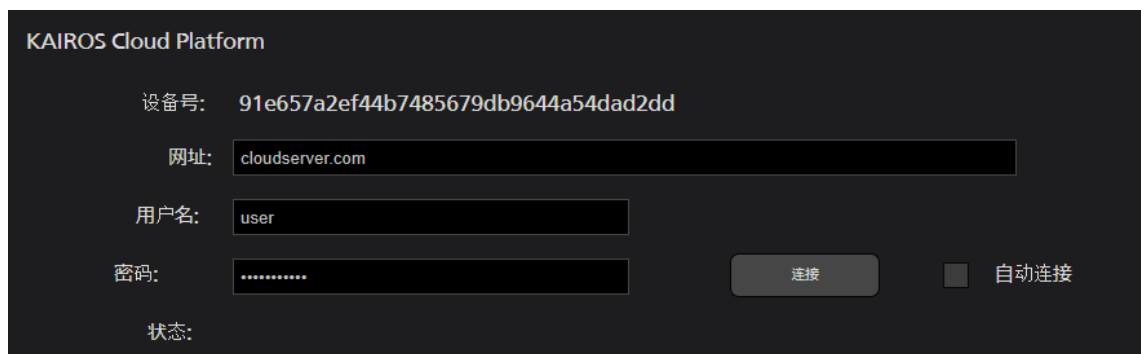 KAIROS Cloud Platform
设备号: 91e657a2ef44b7485679db9644a54dad2dd
网址: cloudserver.com
用户名: user
密码: •••••••••••
连接
自动连接
状态: